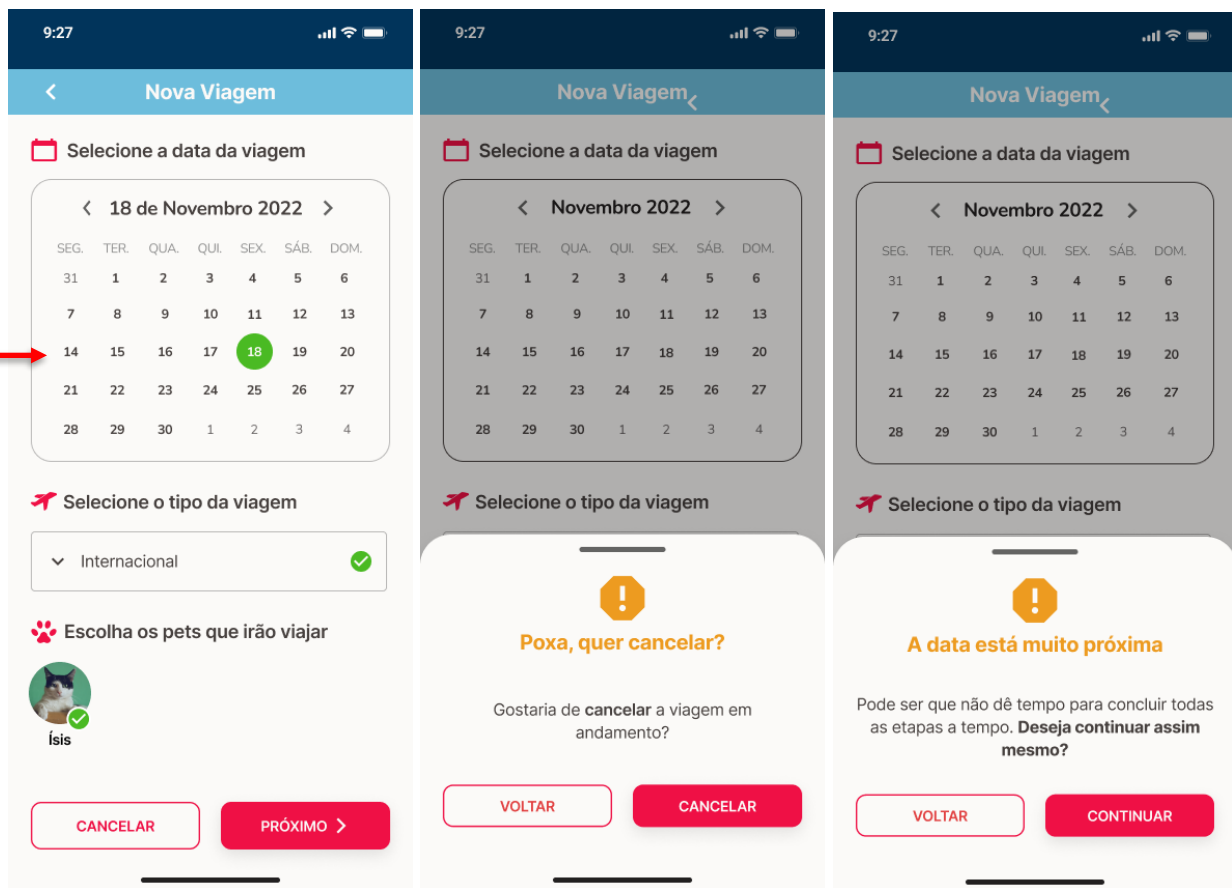 9:27
Nova Viagem
Selecione a data da viagem
18 de Novembro 2022
SEG. TER. QUA. QUI. SEX. SÁB. DOM.
31 1 2 3 4 5 6
7 8 9 10 11 12 13
14 15 16 17 18 19 20
21 22 23 24 25 26 27
28 29 30 1 2 3 4
Selecione o tipo da viagem
Internacional
Escolha os pets que irão viajar
Ísis
CANCELAR PRÓXIMO
9:27
Nova Viagem
Selecione a data da viagem
Novembro 2022
SEG. TER. QUA. QUI. SEX. SÁB. DOM.
31 1 2 3 4 5 6
7 8 9 10 11 12 13
14 15 16 17 18 19 20
21 22 23 24 25 26 27
28 29 30 1 2 3 4
Selecione o tipo da viagem
Poxa, quer cancelar?
Gostaria de cancelar a viagem em
andamento?
VOLTAR CANCELAR
9:27
Nova Viagem
Selecione a data da viagem
Novembro 2022
SEG. TER. QUA. QUI. SEX. SÁB. DOM.
31 1 2 3 4 5 6
7 8 9 10 11 12 13
14 15 16 17 18 19 20
21 22 23 24 25 26 27
28 29 30 1 2 3 4
Selecione o tipo da viagem
A data está muito próxima
Pode ser que não dê tempo para concluir todas
as etapas a tempo. Deseja continuar assim
mesmo?
VOLTAR CONTINUAR